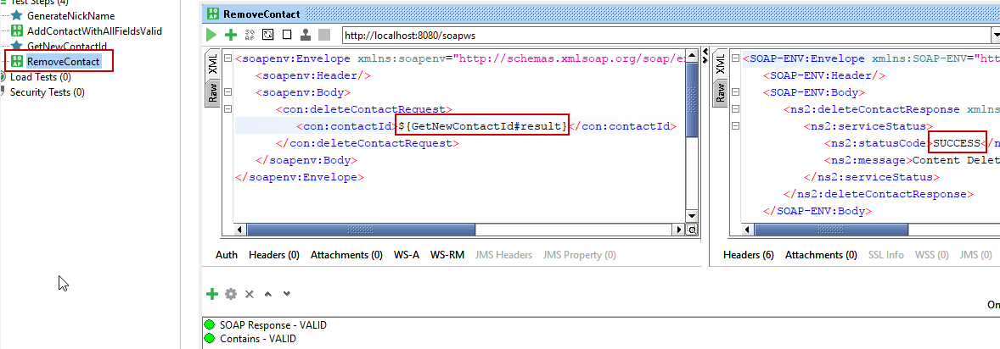 Test Steps (4)
GenerateNickName
AddContactWithAllFieldsValid
GetNewContactId
RemoveContact
Load Tests (0)
Security Tests (0)
RemoveContact
http://localhost:8080/soapws
XML
Raw
<soapenv:Envelope xmlns:soapenv="http://schemas.xmlsoap.org/soap/en
<soapenv:Header/>
<soapenv:Body>
<con:deleteContactRequest>
<con:contactId>${GetNewContactId#result}</con:contactId>
</con:deleteContactRequest>
</soapenv:Body>
</soapenv:Envelope>
Auth Headers (0) Attachments (0) WS-A WS-RM JMS Headers JMS Property (0)
XML
Raw
<SOAP-ENV:Envelope xmlns:SOAP-ENV="htt
<SOAP-ENV:Header/>
<SOAP-ENV:Body>
<ns2:deleteContactResponse xmlns
<ns2:serviceStatus>
<ns2:statusCode>SUCCESS</n
<ns2:message>Content Delet
</ns2:serviceStatus>
</ns2:deleteContactResponse>
</SOAP-ENV:Body>
Headers (6) Attachments (0) SSL Info WSS (0) JMS (0)
On
SOAP Response - VALID
Contains - VALID